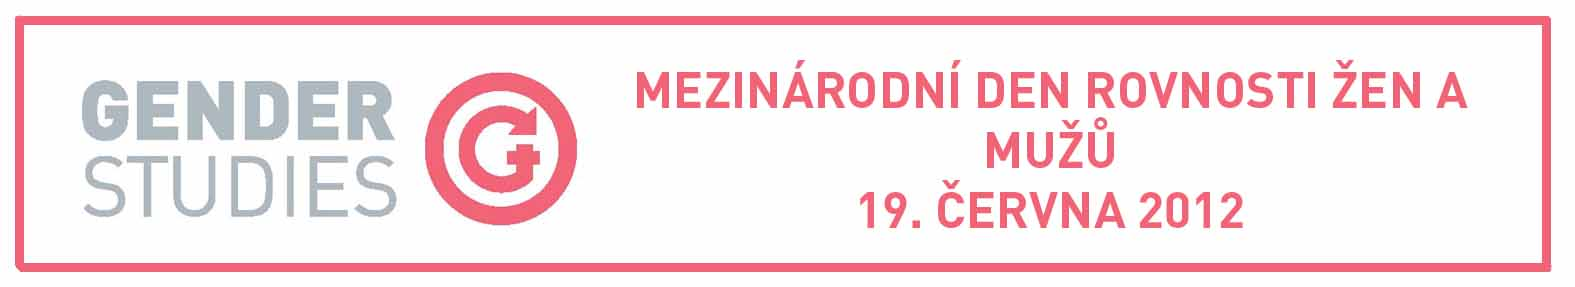 GENDER
STUDIES
MEZINÁRODNÍ DEN ROVNOSTI ŽEN A
MUŽŮ
19. ČERVNA 2012